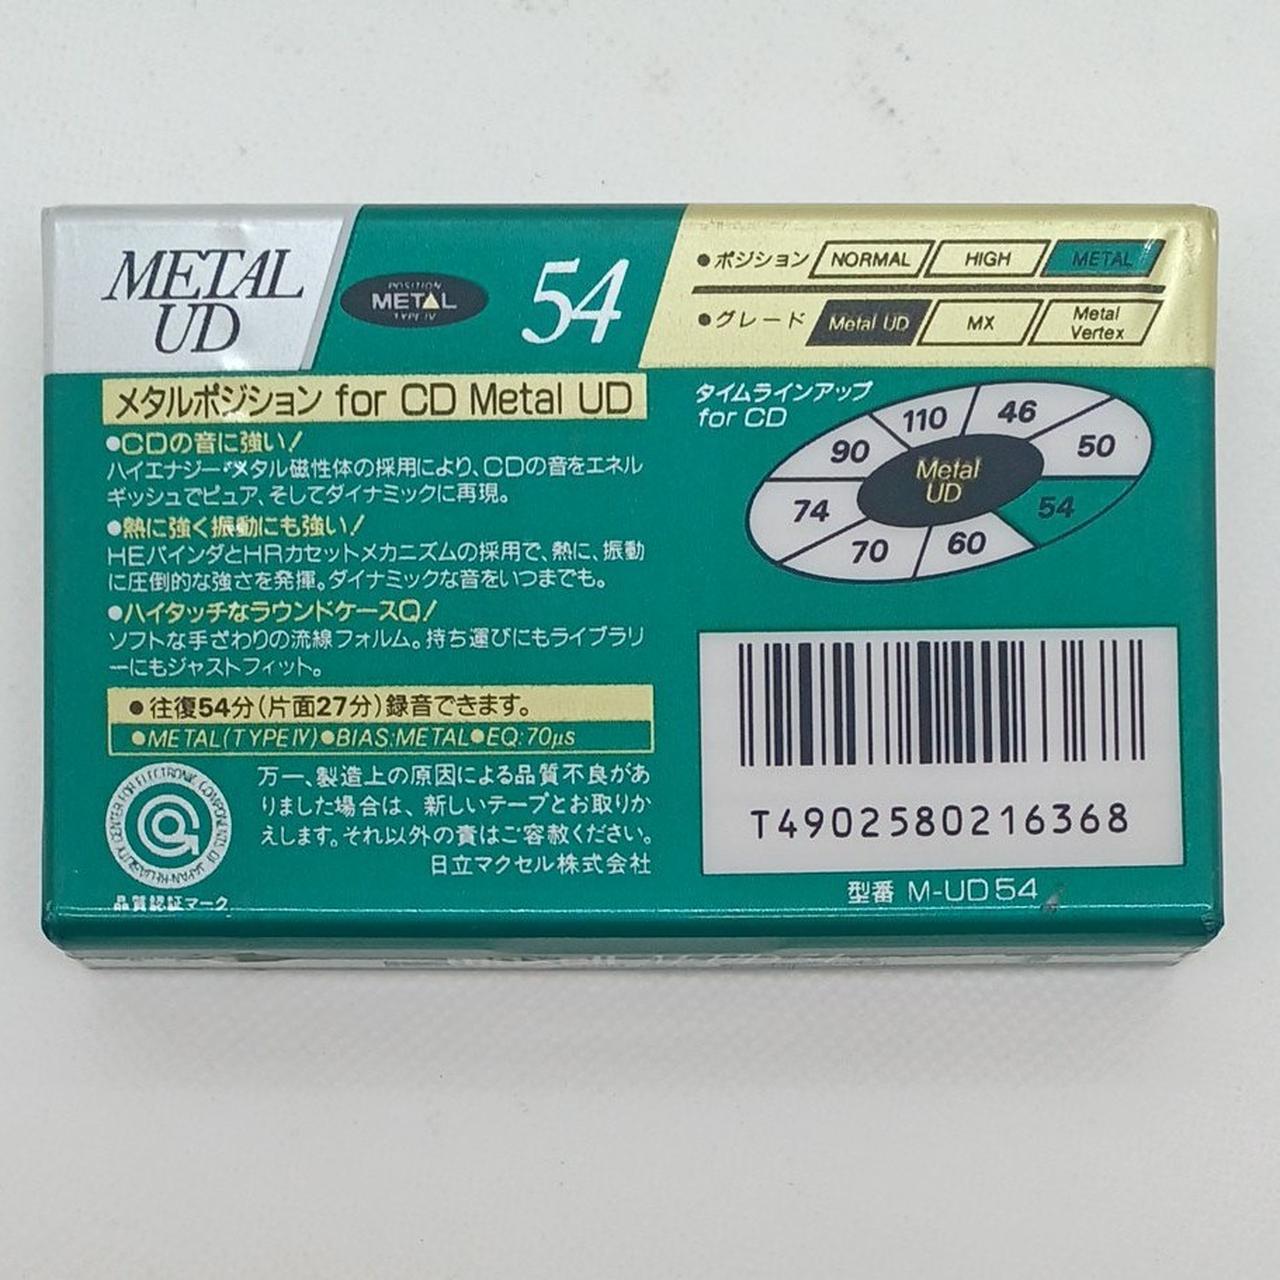 METAL
UD
POSITION
METAL
TYPE IV
54
●ポジション NORMAL HIGH METAL
●グレード Metal UD MX Metal Vertex
メタルポジション for CD Metal UD
●CDの音に強い!
ハイエナジーメタル磁性体の採用により、CDの音をエネル
ギッシュでピュア、そしてダイナミックに再現。
●熱に強く振動にも強い!
HEバインダとHRカセットメカニズムの採用で、熱に、振動
に圧倒的な強さを発揮。ダイナミックな音をいつまでも。
●ハイタッチなラウンドケースQ!
ソフトな手ざわりの流線フォルム。持ち運びにもライブラリ
ーにもジャストフィット。
●往復54分(片面27分)録音できます。
●METAL(TYPE IV)●BIAS:METAL●EQ:70μs
万一、製造上の原因による品質不良があ
りました場合は、新しいテープとお取りか
えします。それ以外の責はご容赦ください。
日立マクセル株式会社
RELIABILITY CENTER FOR ELECTRONIC COMPONENTS OF JAPAN
品質認証マーク
タイムラインアップ
for CD
110 46
90 50
Metal
UD
74 54
70 60
T4902580216368
型番 M-UD54